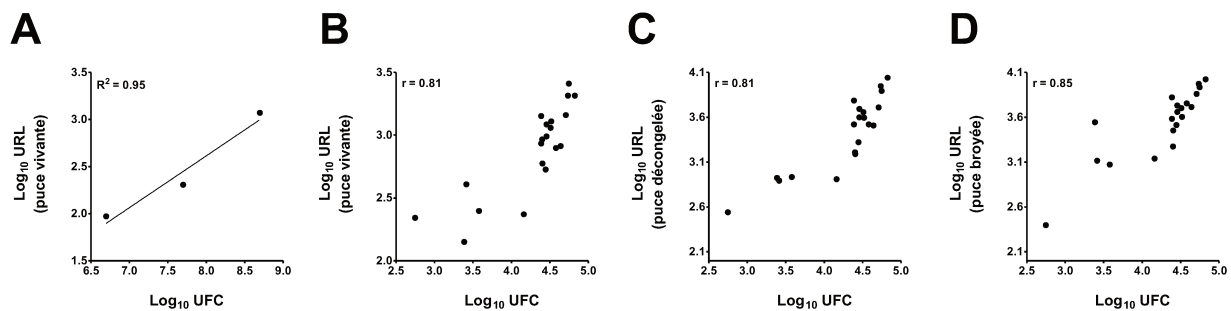 A
B
C
D
Log10 URL
(puce vivante)
3.5
3.0
2.5
2.0
1.5
R2 = 0.95
6.5 7.0 7.5 8.0 8.5 9.0
Log10 UFC
Log10 URL
(puce vivante)
3.5
3.0
2.5
2.0
r = 0.81
2.5 3.0 3.5 4.0 4.5 5.0
Log10 UFC
Log10 URL
(puce décongelée)
4.1
3.6
3.1
2.6
2.1
r = 0.81
2.5 3.0 3.5 4.0 4.5 5.0
Log10 UFC
Log10 URL
(puce broyée)
4.1
3.6
3.1
2.6
2.1
r = 0.85
2.5 3.0 3.5 4.0 4.5 5.0
Log10 UFC